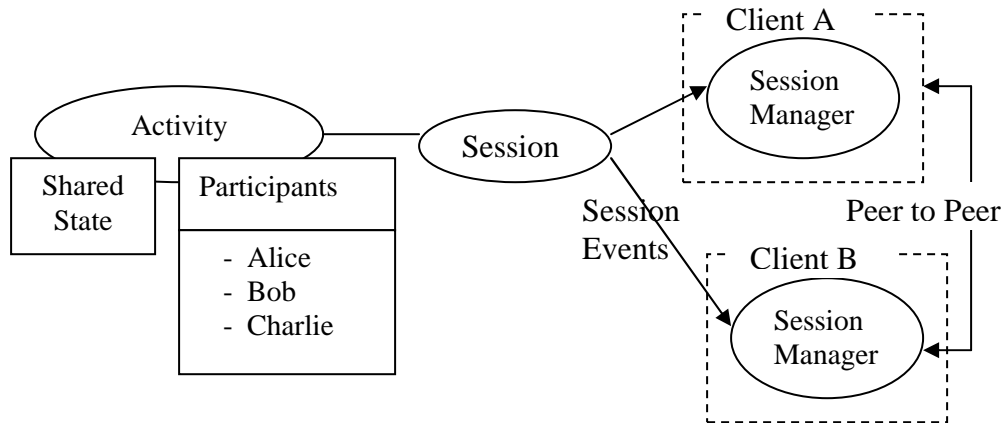 Activity
Shared
State
Participants
- Alice
- Bob
- Charlie
Session
Session
Events
Client A
Session
Manager
Peer to Peer
Client B
Session
Manager